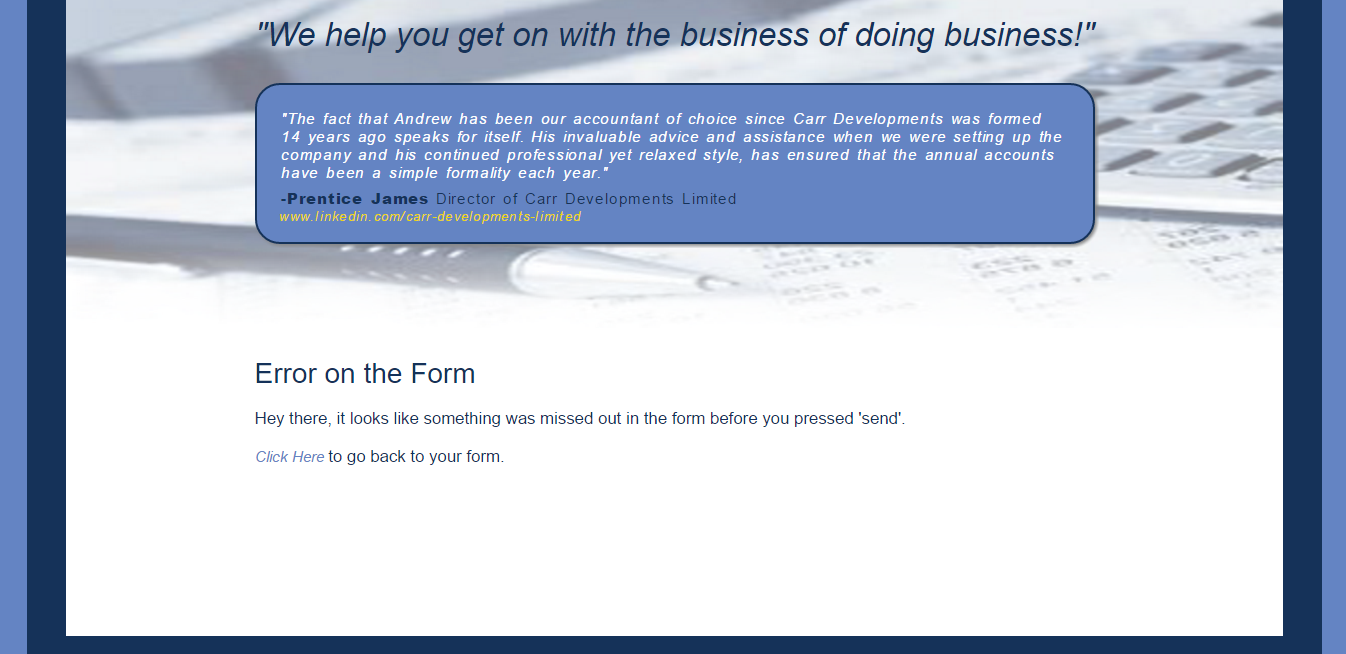 "We help you get on with the business of doing business!"
"The fact that Andrew has been our accountant of choice since Carr Developments was formed
14 years ago speaks for itself. His invaluable advice and assistance when we were setting up the
company and his continued professional yet relaxed style, has ensured that the annual accounts
have been a simple formality each year."
-Prentice James Director of Carr Developments Limited
www.linkedin.com/carr-developments-limited
Error on the Form
Hey there, it looks like something was missed out in the form before you pressed 'send'.
Click Here to go back to your form.